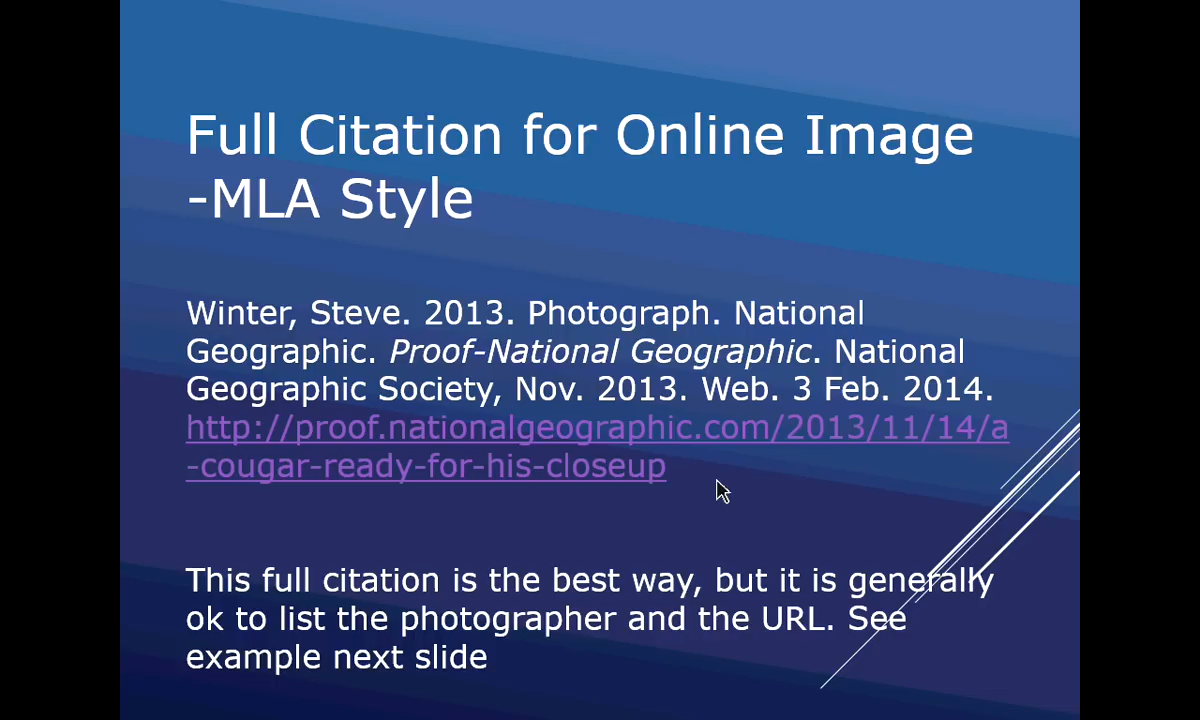 Full Citation for Online Image
-MLA Style
Winter, Steve. 2013. Photograph. National
Geographic. Proof-National Geographic. National
Geographic Society, Nov. 2013. Web. 3 Feb. 2014.
http://proof.nationalgeographic.com/2013/11/14/a
-cougar-ready-for-his-closeup
This full citation is the best way, but it is generally
ok to list the photographer and the URL. See
example next slide